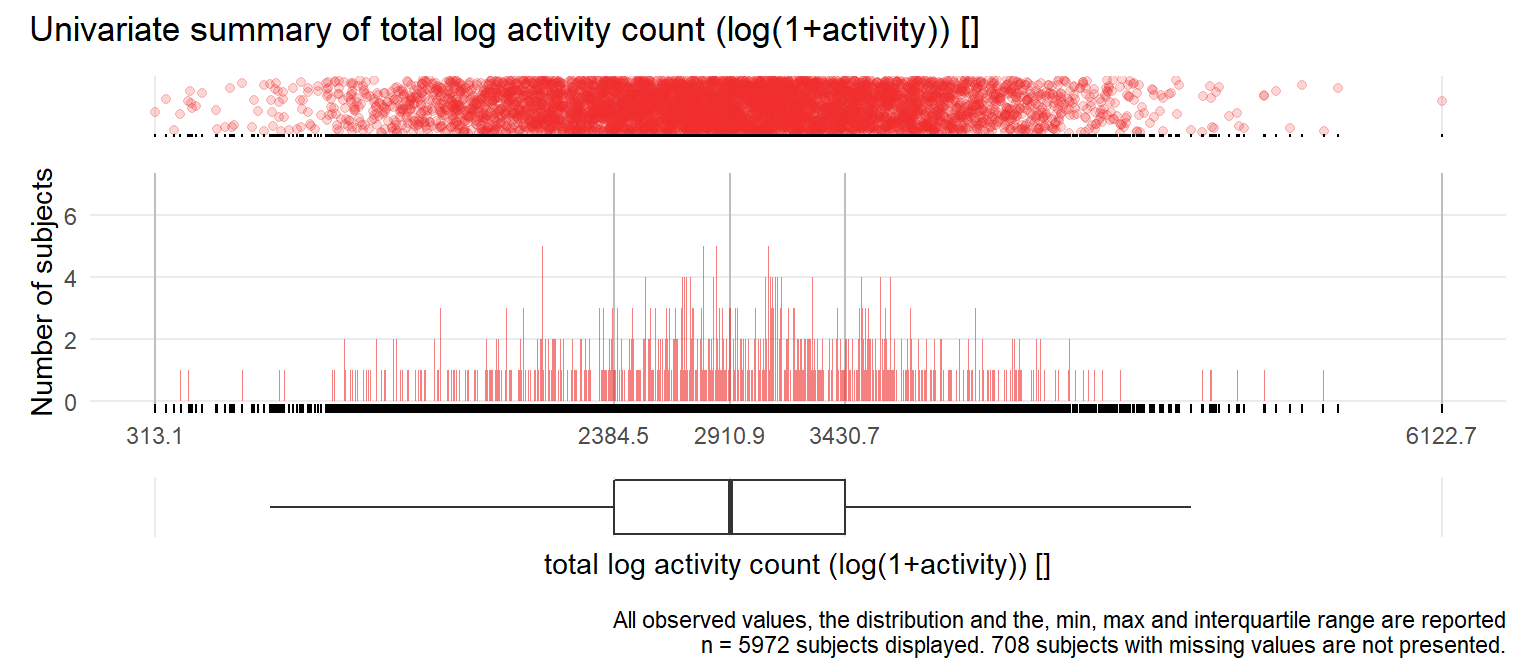 Univariate summary of total log activity count (log(1+activity)) []
Number of subjects
6
4
2
0
313.1 2384.5 2910.9 3430.7 6122.7
total log activity count (log(1+activity)) []
All observed values, the distribution and the, min, max and interquartile range are reported
n = 5972 subjects displayed. 708 subjects with missing values are not presented.